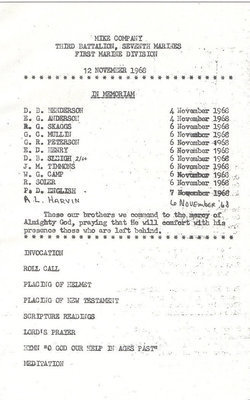 MIKE COMPANY
THIRD BATTALION, SEVENTH MARINES
FIRST MARINE DIVISION
12 NOVEMBER 1968
IN MEMORIAM
D. B. HENDERSON 4 November 1968
E. G. ANDERSON 4 November 1968
R. G. SKAGGS 6 November 1968
G. C. MULLIN 6 November 1968
G. R. PETERSON 6 November 1968
E. D. HENRY 6 November 1968
D. B. SLEIGH 6 November 1968
J. M. TIMMONS 6 November 1968
W. G. CAMP 6 November 1968
R. SOLER 6 November 1968
F. D. ENGLISH 7 November 1968
A L. HARVIN 6 NOVEMBER '68
These our brothers we commend to the mercy of
Almighty God, praying that He will comfort with his
presence those who are left behind.
INVOCATION
ROLL CALL
PLACING OF HELMET
PLACING OF NEW TESTAMENT
SCRIPTURE READINGS
LORD'S PRAYER
HYMN "O GOD OUR HELP IN AGES PAST"
MEDITATION